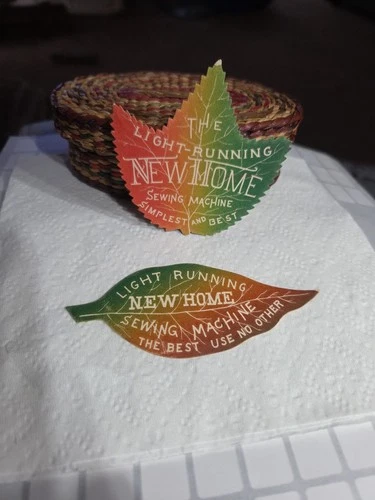 THE
LIGHT-RUNNING
NEW HOME
SEWING MACHINE
SIMPLEST AND BEST
LIGHT RUNNING
NEW HOME
SEWING MACHINE
THE BEST USE NO OTHER